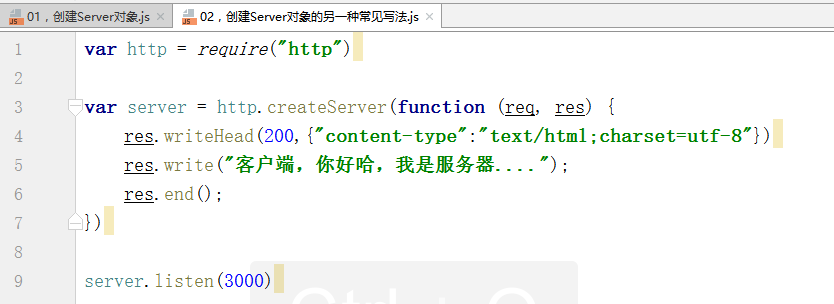 01，创建Server对象.js
02，创建Server对象的另一种常见写法.js
1 var http = require("http")
2
3 var server = http.createServer(function (req, res) {
4 res.writeHead(200,{"content-type":"text/html;charset=utf-8"})
5 res.write("客户端，你好哈，我是服务器....");
6 res.end();
7 })
8
9 server.listen(3000)